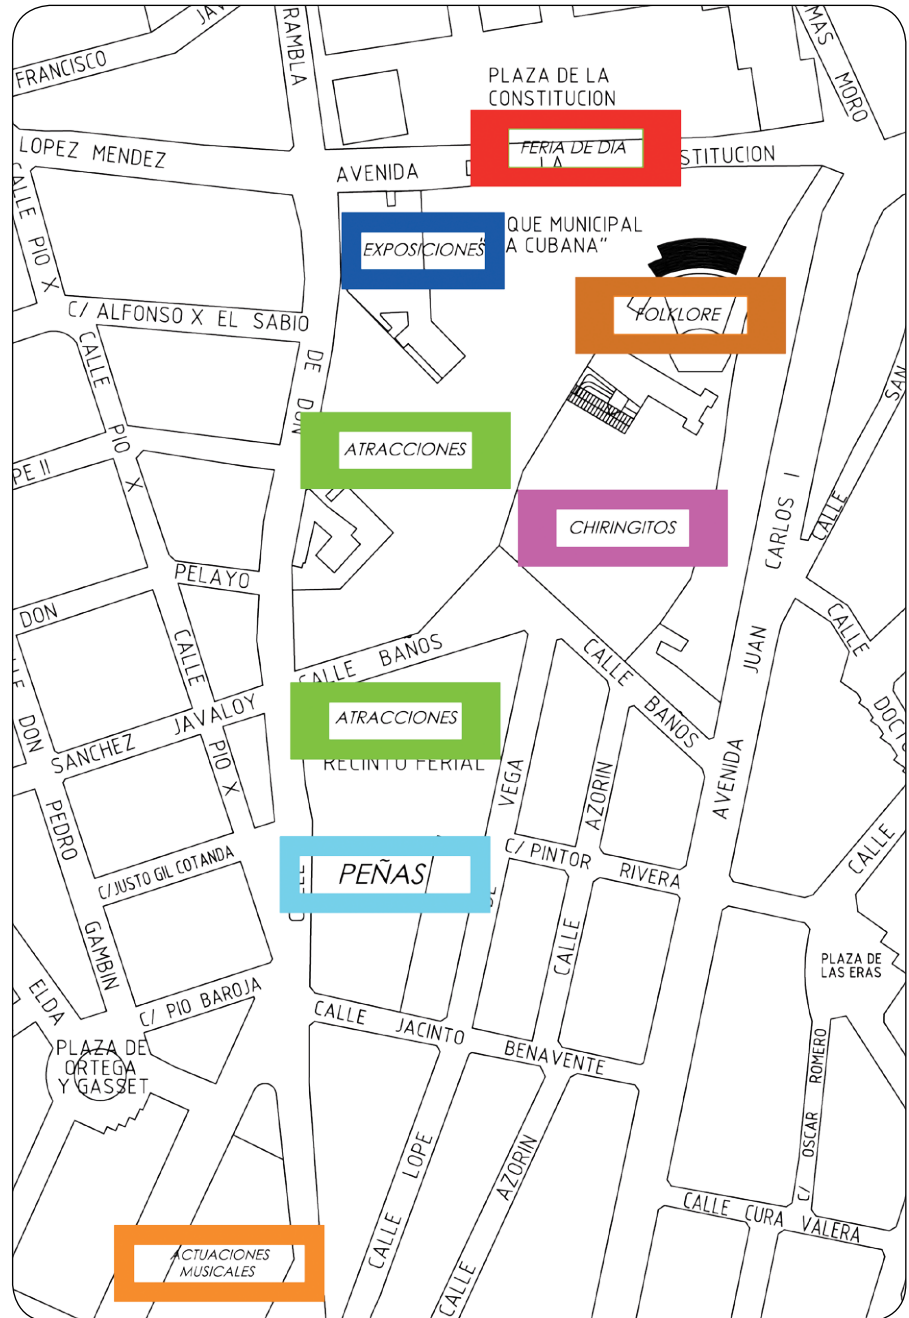 FRANCISCO
RAMBLA
MORO
PLAZA DE LA
CONSTITUCION
LOPEZ MENDEZ
AVENIDA
FERIA DE DIA
LA
STITUCION
CALLE PIO X
EXPOSICIONES
QUE MUNICIPAL
A CUBANA"
FOLKLORE
C/ ALFONSO X EL SABIO
CALLE
PIO X
DE DON
SAN
PE II
ATRACCIONES
CHIRINGITOS
CARLOS I
CALLE
PELAYO
DON
CALLE
CALLE BAÑOS
CALLE
BAÑOS
JUAN
CALLE
DOCT
SANCHEZ JAVALOY
DON
PIO X
ATRACCIONES
RECINTO FERIAL
VEGA
AZORIN
AVENIDA
PEDRO
C/JUSTO GIL COTANDA
PEÑAS
C/ PINTOR RIVERA
CALLE
GAMBIN
CALLE
PLAZA DE
LAS ERAS
ELDA
C/ PIO BAROJA
CALLE JACINTO BENAVENTE
PLAZA DE
ORTEGA
Y GASSET
C/ OSCAR ROMERO
CALLE LOPE
CALLE AZORIN
CALLE CURA VALERA
ACTUACIONES
MUSICALES